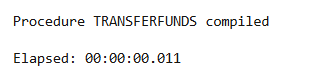 Procedure TRANSFERFUNDS compiled
Elapsed: 00:00:00.011